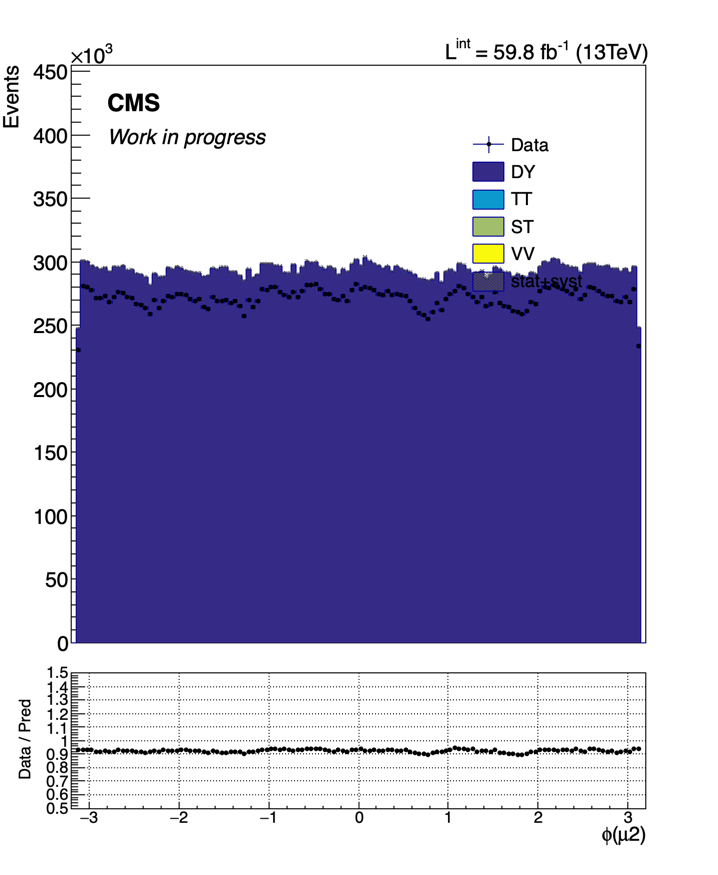 ×10³
L^int = 59.8 fb⁻¹ (13TeV)
Events
450
400
350
300
250
200
150
100
50
0
CMS
Work in progress
Data
DY
TT
ST
VV
stat+syst
Data / Pred
1.5
1.4
1.3
1.2
1.1
1
0.9
0.8
0.7
0.6
0.5
−3 −2 −1 0 1 2 3
ϕ(μ2)